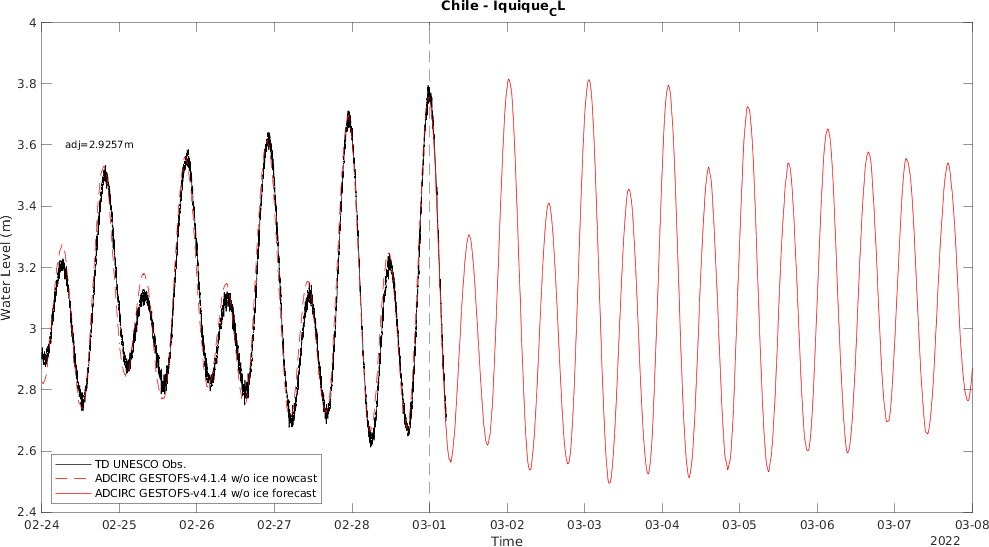 Chile - Iquique_CL
4
3.8
3.6
3.4
3.2
3
2.8
2.6
2.4
Water Level (m)
adj=2.9257m
TD UNESCO Obs.
ADCIRC GESTOFS-v4.1.4 w/o ice nowcast
ADCIRC GESTOFS-v4.1.4 w/o ice forecast
02-24 02-25 02-26 02-27 02-28 03-01 03-02 03-03 03-04 03-05 03-06 03-07 03-08
Time
2022